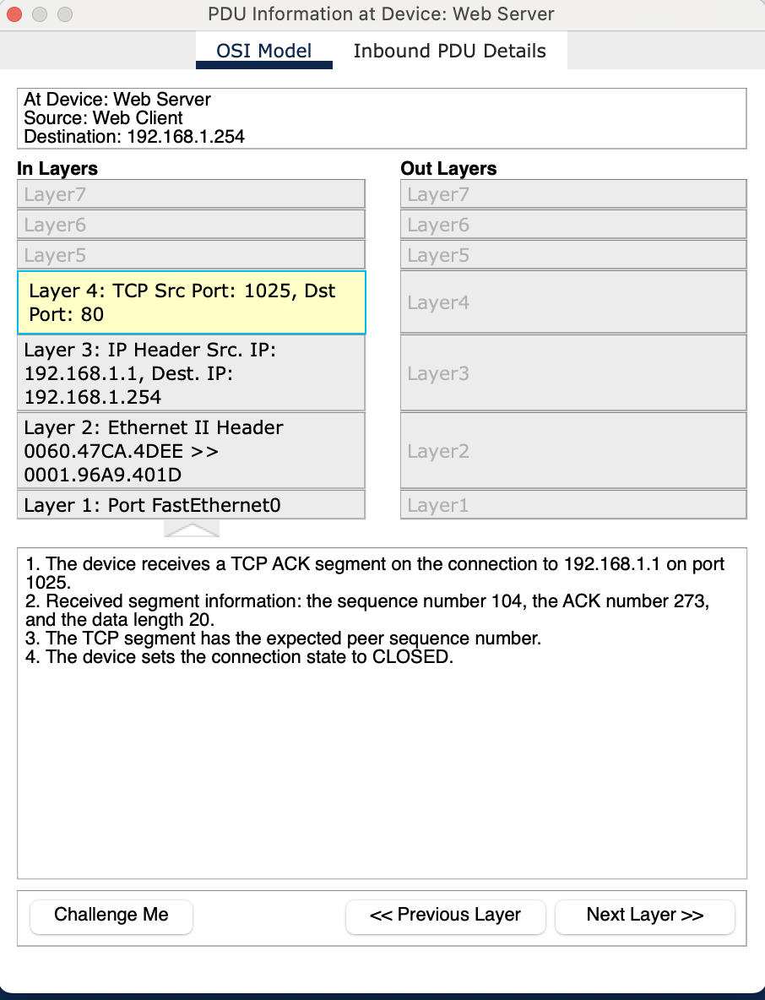 PDU Information at Device: Web Server
OSI Model
Inbound PDU Details
At Device: Web Server
Source: Web Client
Destination: 192.168.1.254
In Layers
Layer7
Layer6
Layer5
Layer 4: TCP Src Port: 1025, Dst
Port: 80
Layer 3: IP Header Src. IP:
192.168.1.1, Dest. IP:
192.168.1.254
Layer 2: Ethernet II Header
0060.47CA.4DEE >>
0001.96A9.401D
Layer 1: Port FastEthernet0
Out Layers
Layer7
Layer6
Layer5
Layer4
Layer3
Layer2
Layer1
1. The device receives a TCP ACK segment on the connection to 192.168.1.1 on port
1025.
2. Received segment information: the sequence number 104, the ACK number 273,
and the data length 20.
3. The TCP segment has the expected peer sequence number.
4. The device sets the connection state to CLOSED.
Challenge Me
<< Previous Layer
Next Layer >>